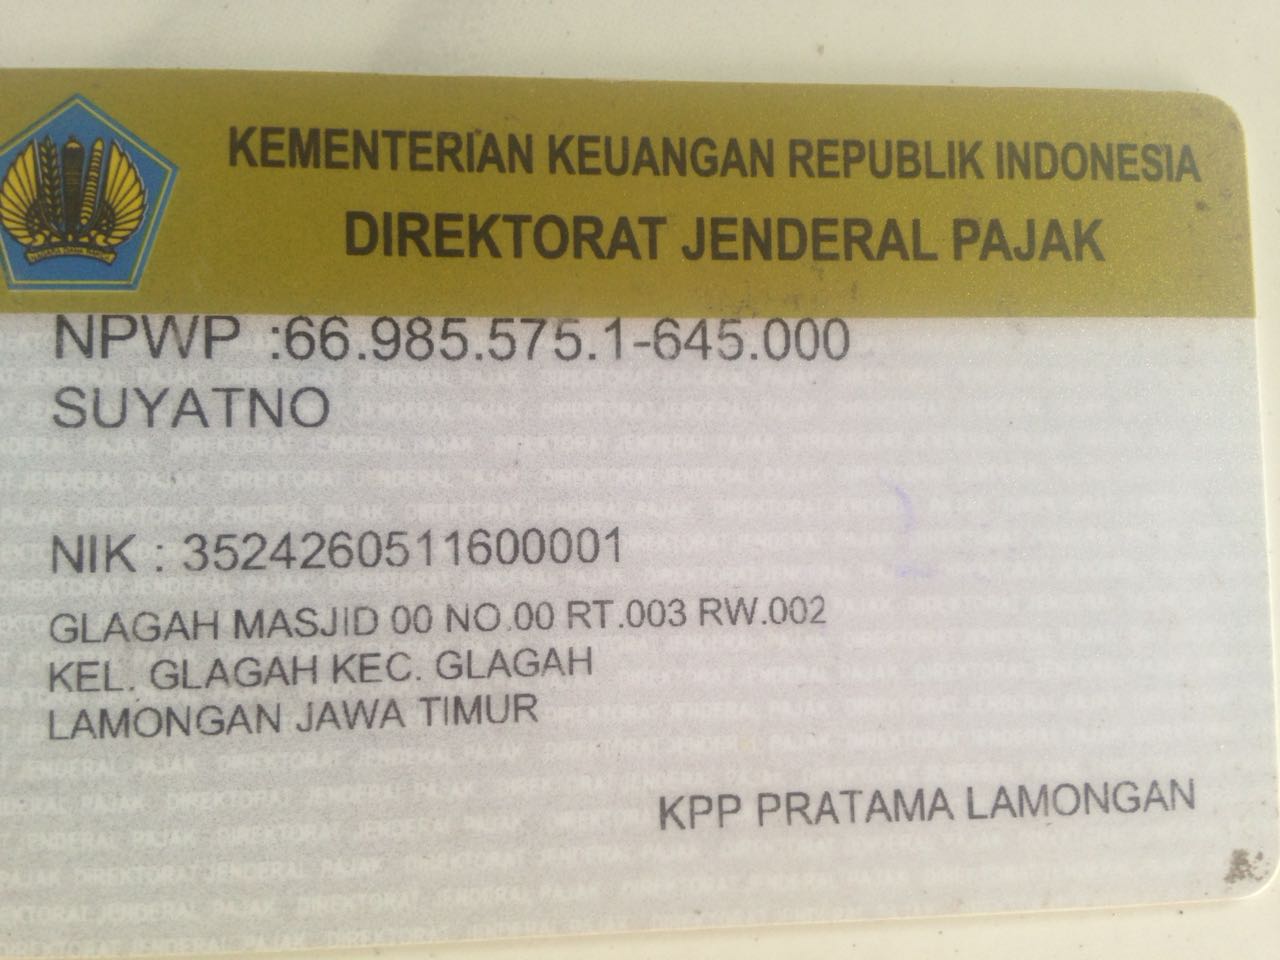 KEMENTERIAN KEUANGAN REPUBLIK INDONESIA
DIREKTORAT JENDERAL PAJAK
NPWP :66.985.575.1-645.000
SUYATNO
NIK : 3524260511600001
GLAGAH MASJID 00 NO.00 RT.003 RW.002
KEL. GLAGAH KEC. GLAGAH
LAMONGAN JAWA TIMUR
KPP PRATAMA LAMONGAN